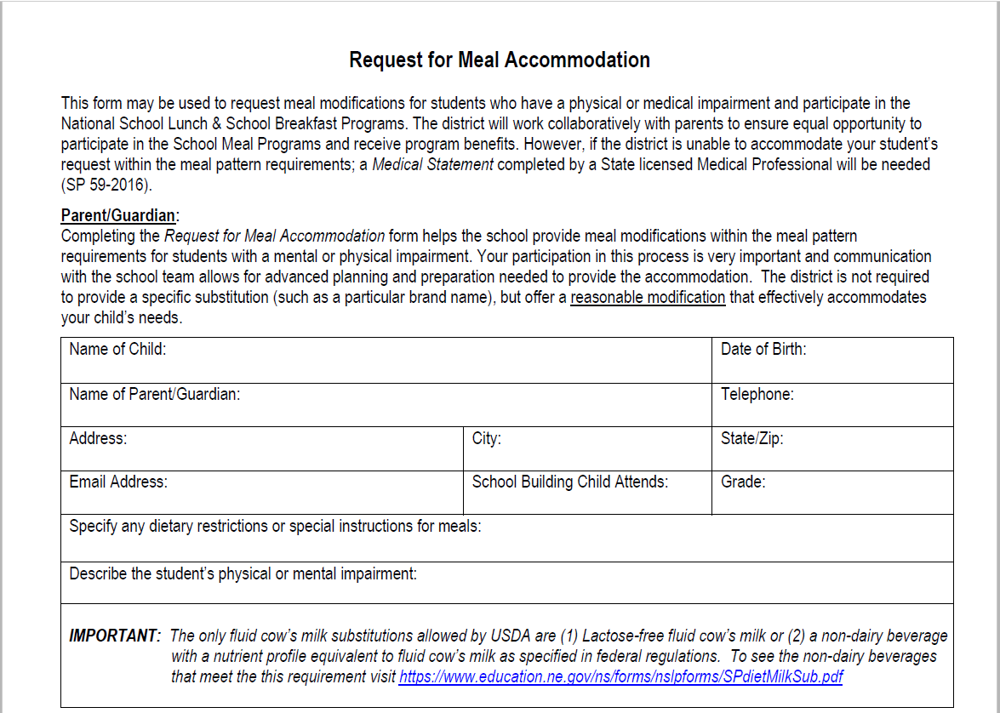 Request for Meal Accommodation
This form may be used to request meal modifications for students who have a physical or medical impairment and participate in the
National School Lunch & School Breakfast Programs. The district will work collaboratively with parents to ensure equal opportunity to
participate in the School Meal Programs and receive program benefits. However, if the district is unable to accommodate your student's
request within the meal pattern requirements; a Medical Statement completed by a State licensed Medical Professional will be needed
(SP 59-2016).
Parent/Guardian:
Completing the Request for Meal Accommodation form helps the school provide meal modifications within the meal pattern
requirements for students with a mental or physical impairment. Your participation in this process is very important and communication
with the school team allows for advanced planning and preparation needed to provide the accommodation. The district is not required
to provide a specific substitution (such as a particular brand name), but offer a reasonable modification that effectively accommodates
your child's needs.
Name of Child: Date of Birth:
Name of Parent/Guardian: Telephone:
Address: City: State/Zip:
Email Address: School Building Child Attends: Grade:
Specify any dietary restrictions or special instructions for meals:
Describe the student's physical or mental impairment:
IMPORTANT: The only fluid cow's milk substitutions allowed by USDA are (1) Lactose-free fluid cow's milk or (2) a non-dairy beverage
with a nutrient profile equivalent to fluid cow's milk as specified in federal regulations. To see the non-dairy beverages
that meet the this requirement visit https://www.education.ne.gov/ns/forms/nslpforms/SPdietMilkSub.pdf